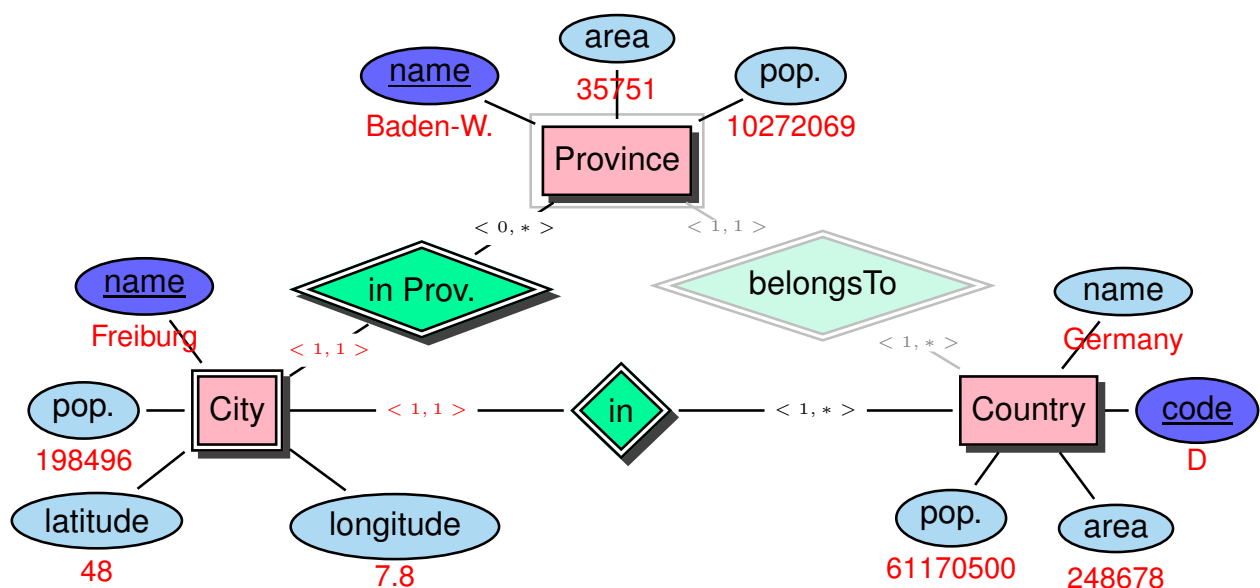 area
name
pop.
35751
Baden-W.
10272069
Province
< 0, * >
< 1, 1 >
name
in Prov.
belongsTo
name
Freiburg
< 1, 1 >
< 1, * >
Germany
pop.
City
< 1, 1 >
in
< 1, * >
Country
code
198496
D
latitude
longitude
pop.
area
48
7.8
61170500
248678